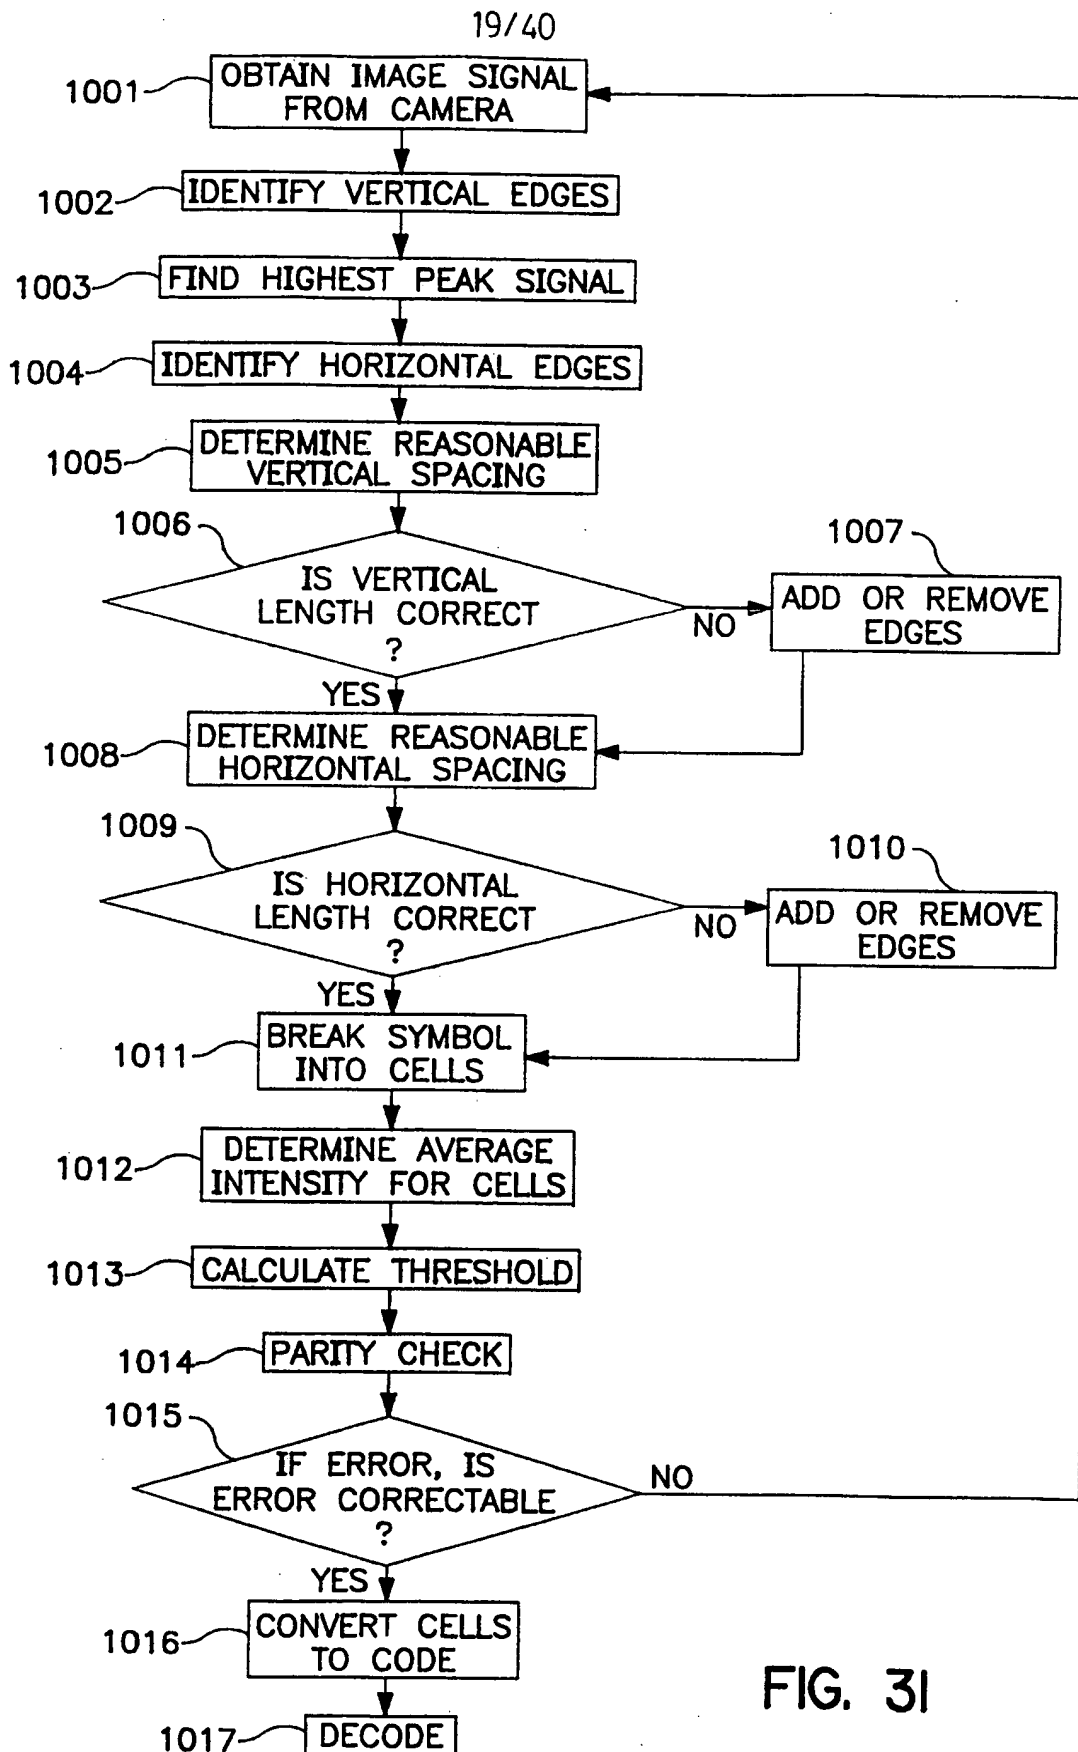 19/40
1001
OBTAIN IMAGE SIGNAL
FROM CAMERA
1002
IDENTIFY VERTICAL EDGES
1003
FIND HIGHEST PEAK SIGNAL
1004
IDENTIFY HORIZONTAL EDGES
1005
DETERMINE REASONABLE
VERTICAL SPACING
1006
IS VERTICAL
LENGTH CORRECT
?
NO
1007
ADD OR REMOVE
EDGES
YES
1008
DETERMINE REASONABLE
HORIZONTAL SPACING
1009
IS HORIZONTAL
LENGTH CORRECT
?
NO
1010
ADD OR REMOVE
EDGES
YES
1011
BREAK SYMBOL
INTO CELLS
1012
DETERMINE AVERAGE
INTENSITY FOR CELLS
1013
CALCULATE THRESHOLD
1014
PARITY CHECK
1015
IF ERROR, IS
ERROR CORRECTABLE
?
NO
YES
1016
CONVERT CELLS
TO CODE
1017
DECODE
FIG. 31